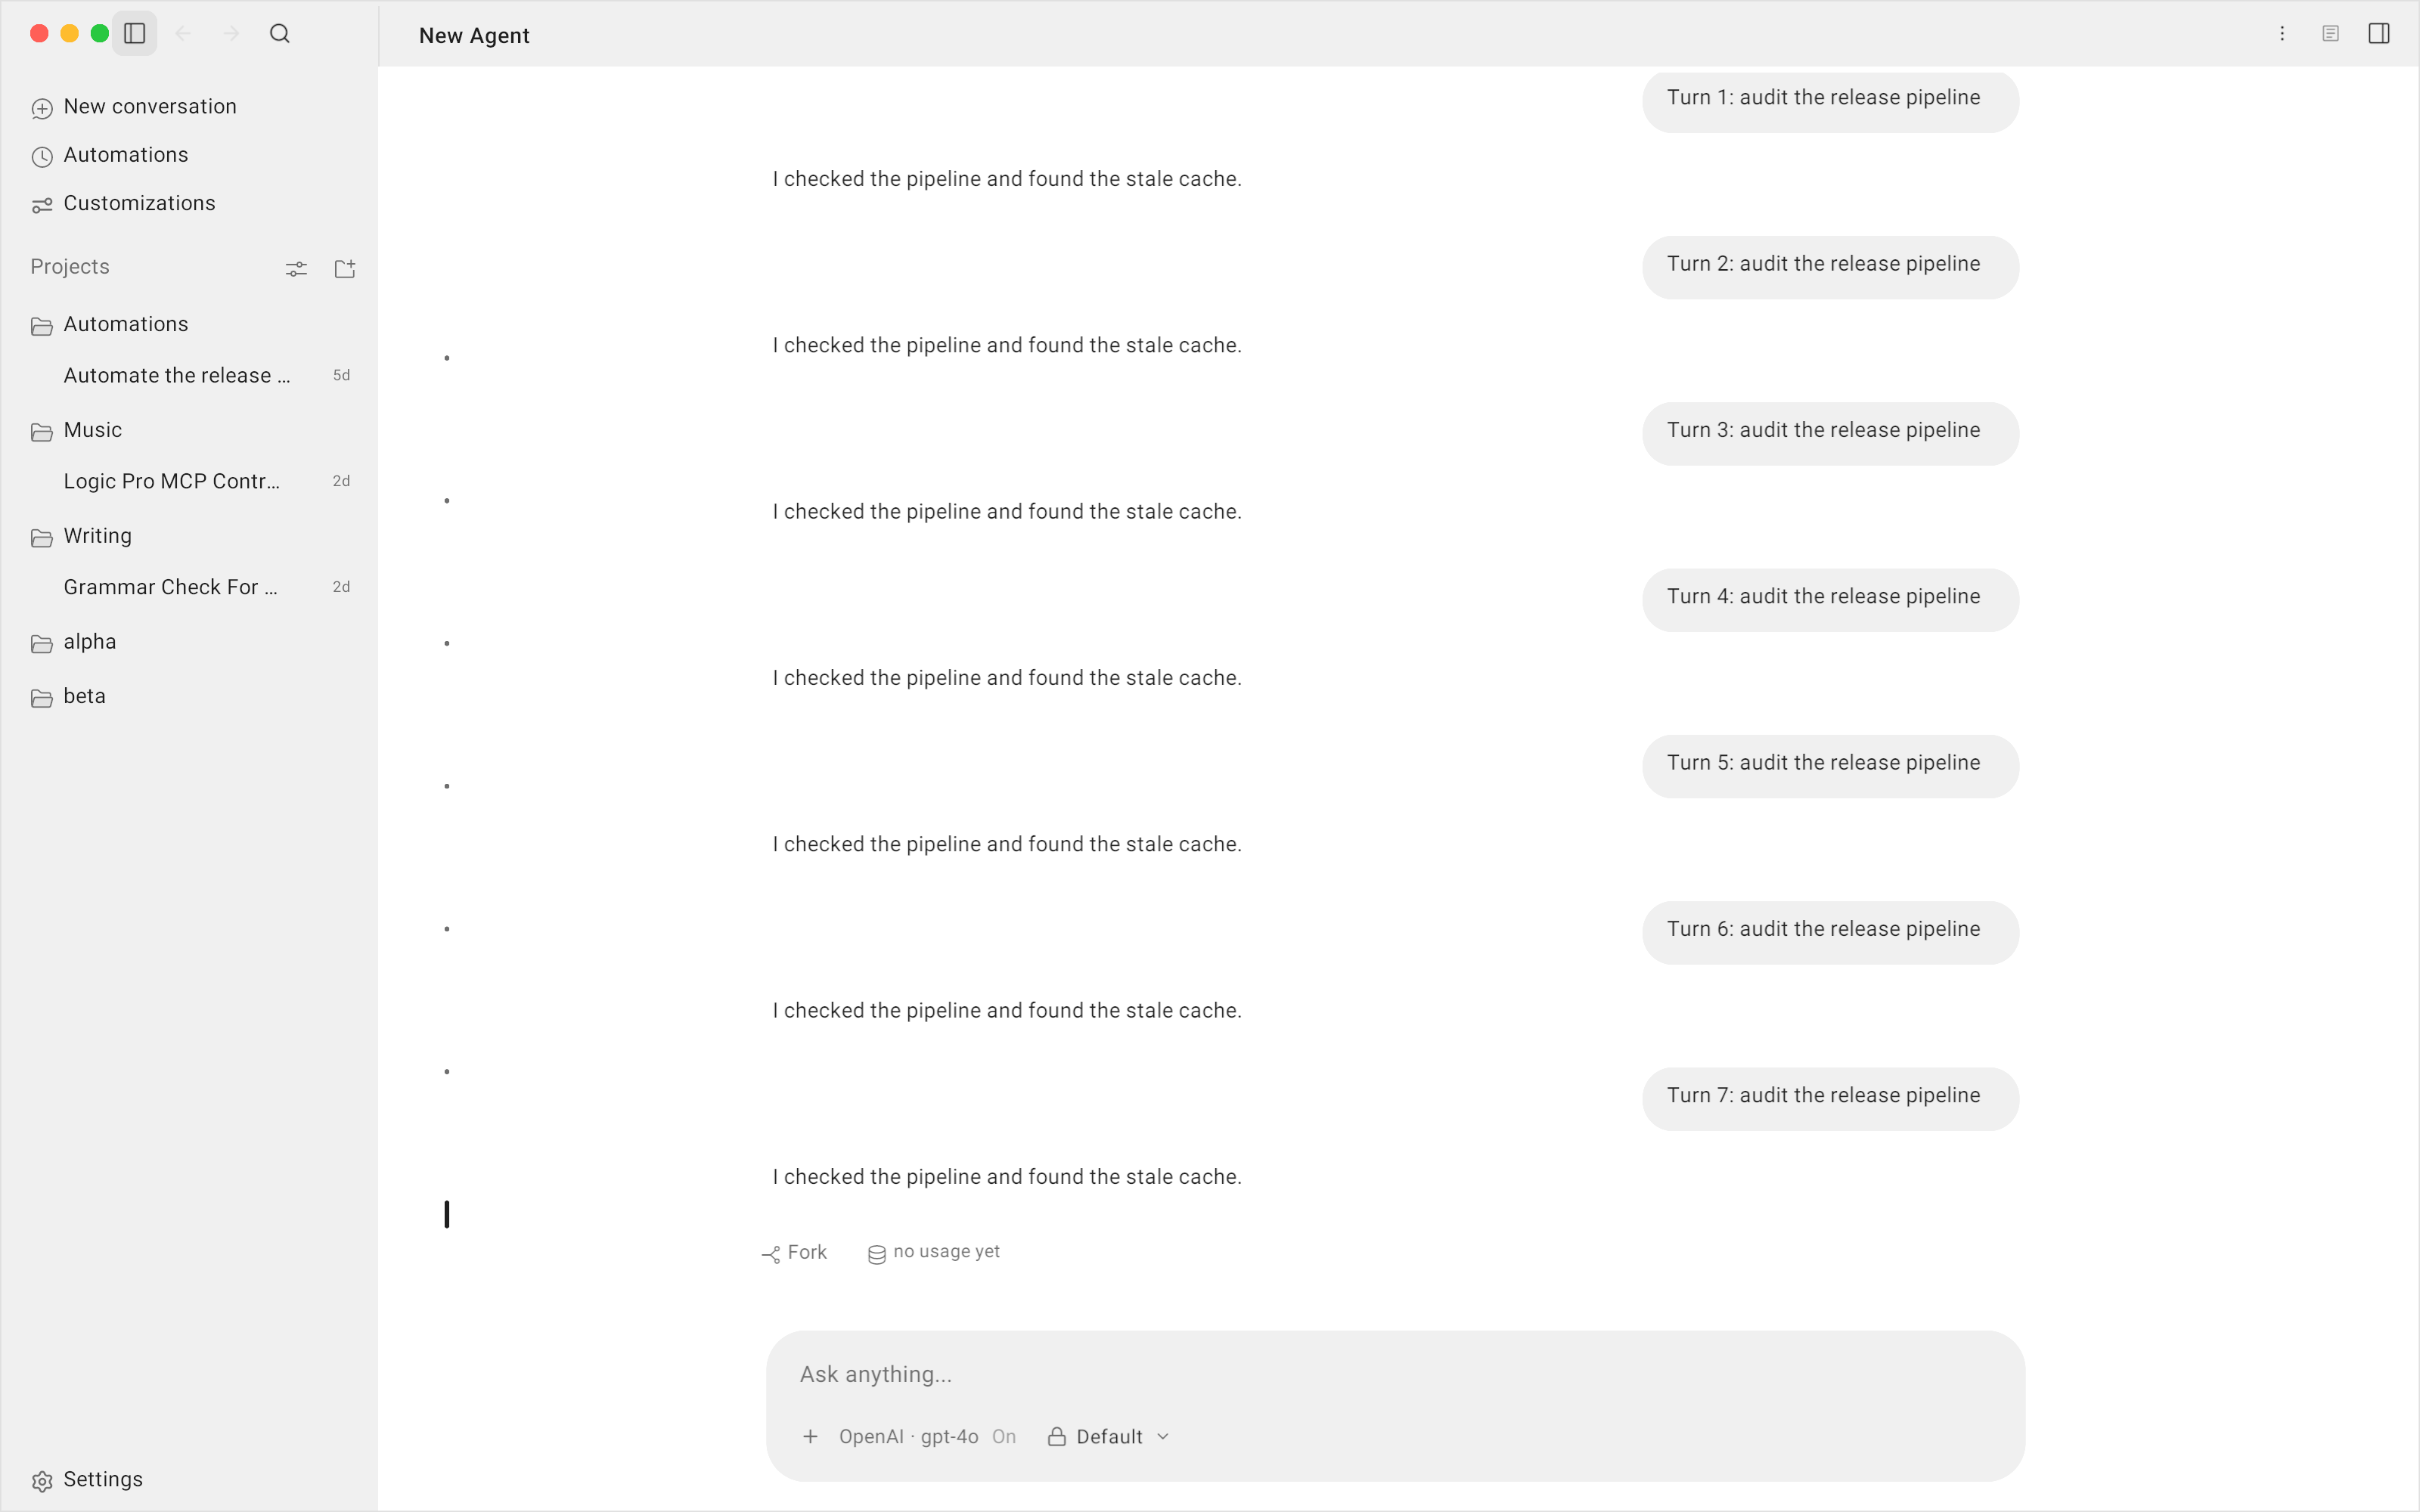 New Agent
New conversation
Automations
Customizations
Projects
Automations
Automate the release ... 5d
Music
Logic Pro MCP Contr... 2d
Writing
Grammar Check For ... 2d
alpha
beta
Settings
Turn 1: audit the release pipeline
I checked the pipeline and found the stale cache.
Turn 2: audit the release pipeline
I checked the pipeline and found the stale cache.
Turn 3: audit the release pipeline
I checked the pipeline and found the stale cache.
Turn 4: audit the release pipeline
I checked the pipeline and found the stale cache.
Turn 5: audit the release pipeline
I checked the pipeline and found the stale cache.
Turn 6: audit the release pipeline
I checked the pipeline and found the stale cache.
Turn 7: audit the release pipeline
I checked the pipeline and found the stale cache.
Fork no usage yet
Ask anything...
OpenAI · gpt-4o On Default